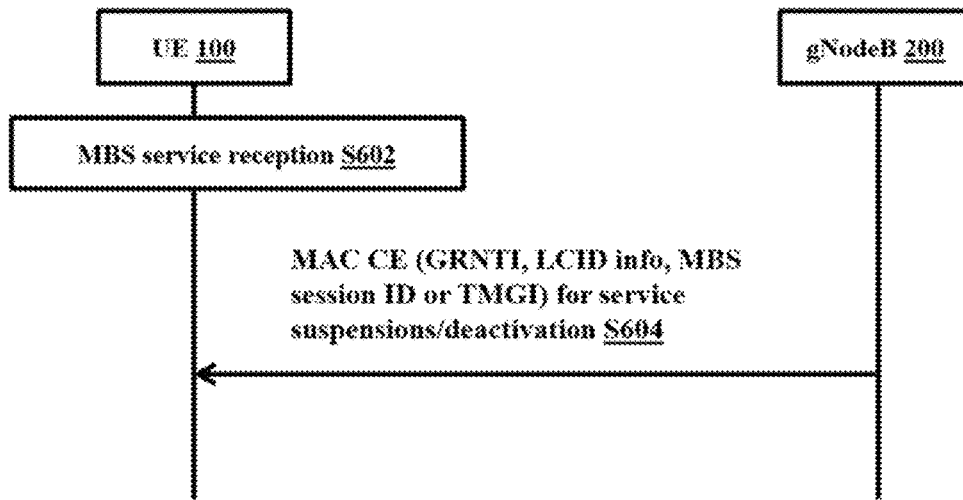 UE 100
gNodeB 200
MBS service reception S602
MAC CE (GRNTI, LCID info, MBS
session ID or TMGI) for service
suspensions/deactivation S604